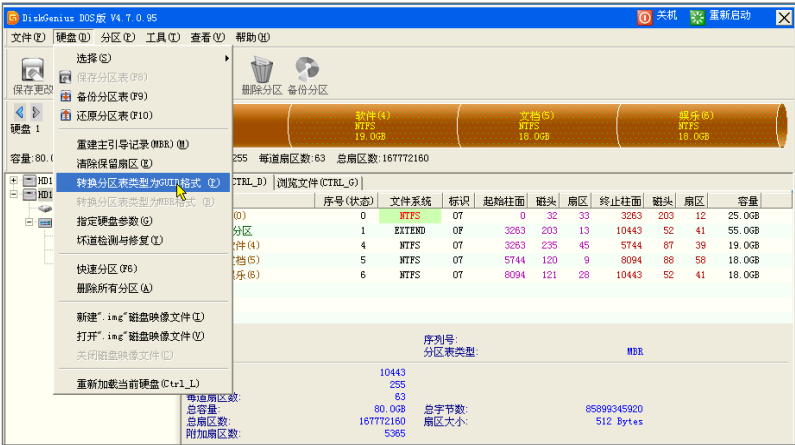 DiskGenius DOS版 V4.7.0.95 关机 重新启动
文件(F) 硬盘(D) 分区(P) 工具(T) 查看(V) 帮助(H)
保存更改 删除分区 备份分区
选择(S)
保存分区表(F8)
备份分区表(F9)
还原分区表(F10)
重建主引导记录(MBR)(M)
清除保留扇区(E)
转换分区表类型为GUID格式 (P)
转换分区表类型为MBR格式 (B)
指定硬盘参数(G)
坏道检测与修复(Y)
快速分区(F6)
删除所有分区(A)
新建".img"磁盘映像文件(I)
打开".img"磁盘映像文件(V)
关闭磁盘映像文件(C)
重新加载当前硬盘(Ctrl_L)
硬盘 1
软件(4)
NTFS
19.0GB
文档(5)
NTFS
18.0GB
娱乐(6)
NTFS
18.0GB
容量:80.0 255 每道扇区数:63 总扇区数:167772160
HD1
HD1
CTRL_D) 浏览文件(CTRL_G)
序号(状态) 文件系统 标识 起始柱面 磁头 扇区 终止柱面 磁头 扇区 容量
(0) 0 NTFS 07 0 32 33 3263 203 12 25.0GB
分区 1 EXTEND 0F 3263 203 13 10443 52 41 55.0GB
件(4) 4 NTFS 07 3263 235 45 5744 87 39 19.0GB
档(5) 5 NTFS 07 5744 120 9 8094 88 58 18.0GB
乐(6) 6 NTFS 07 8094 121 28 10443 52 41 18.0GB
序列号:
分区表类型: MBR
10443
255
每道扇区数: 63
总容量: 80.0GB 总字节数: 85899345920
总扇区数: 167772160 扇区大小: 512 Bytes
附加扇区数: 5365